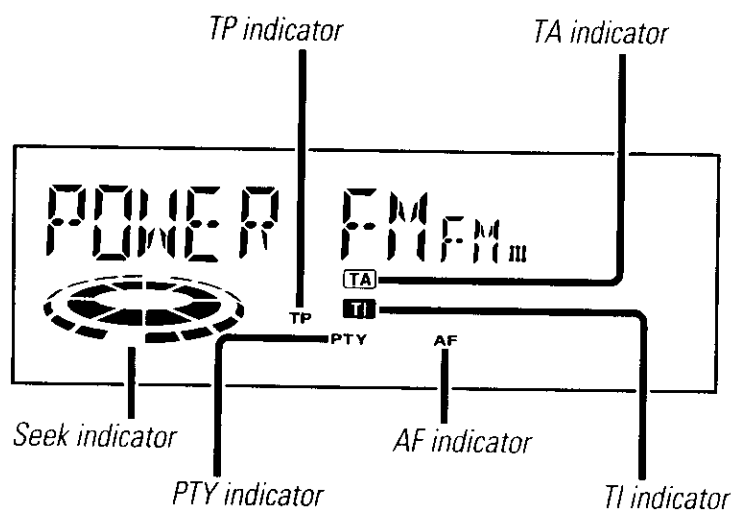 TP indicator
TA indicator
POWER FM FM III
TA
TI
TP
PTY
AF
Seek indicator
AF indicator
PTY indicator
TI indicator